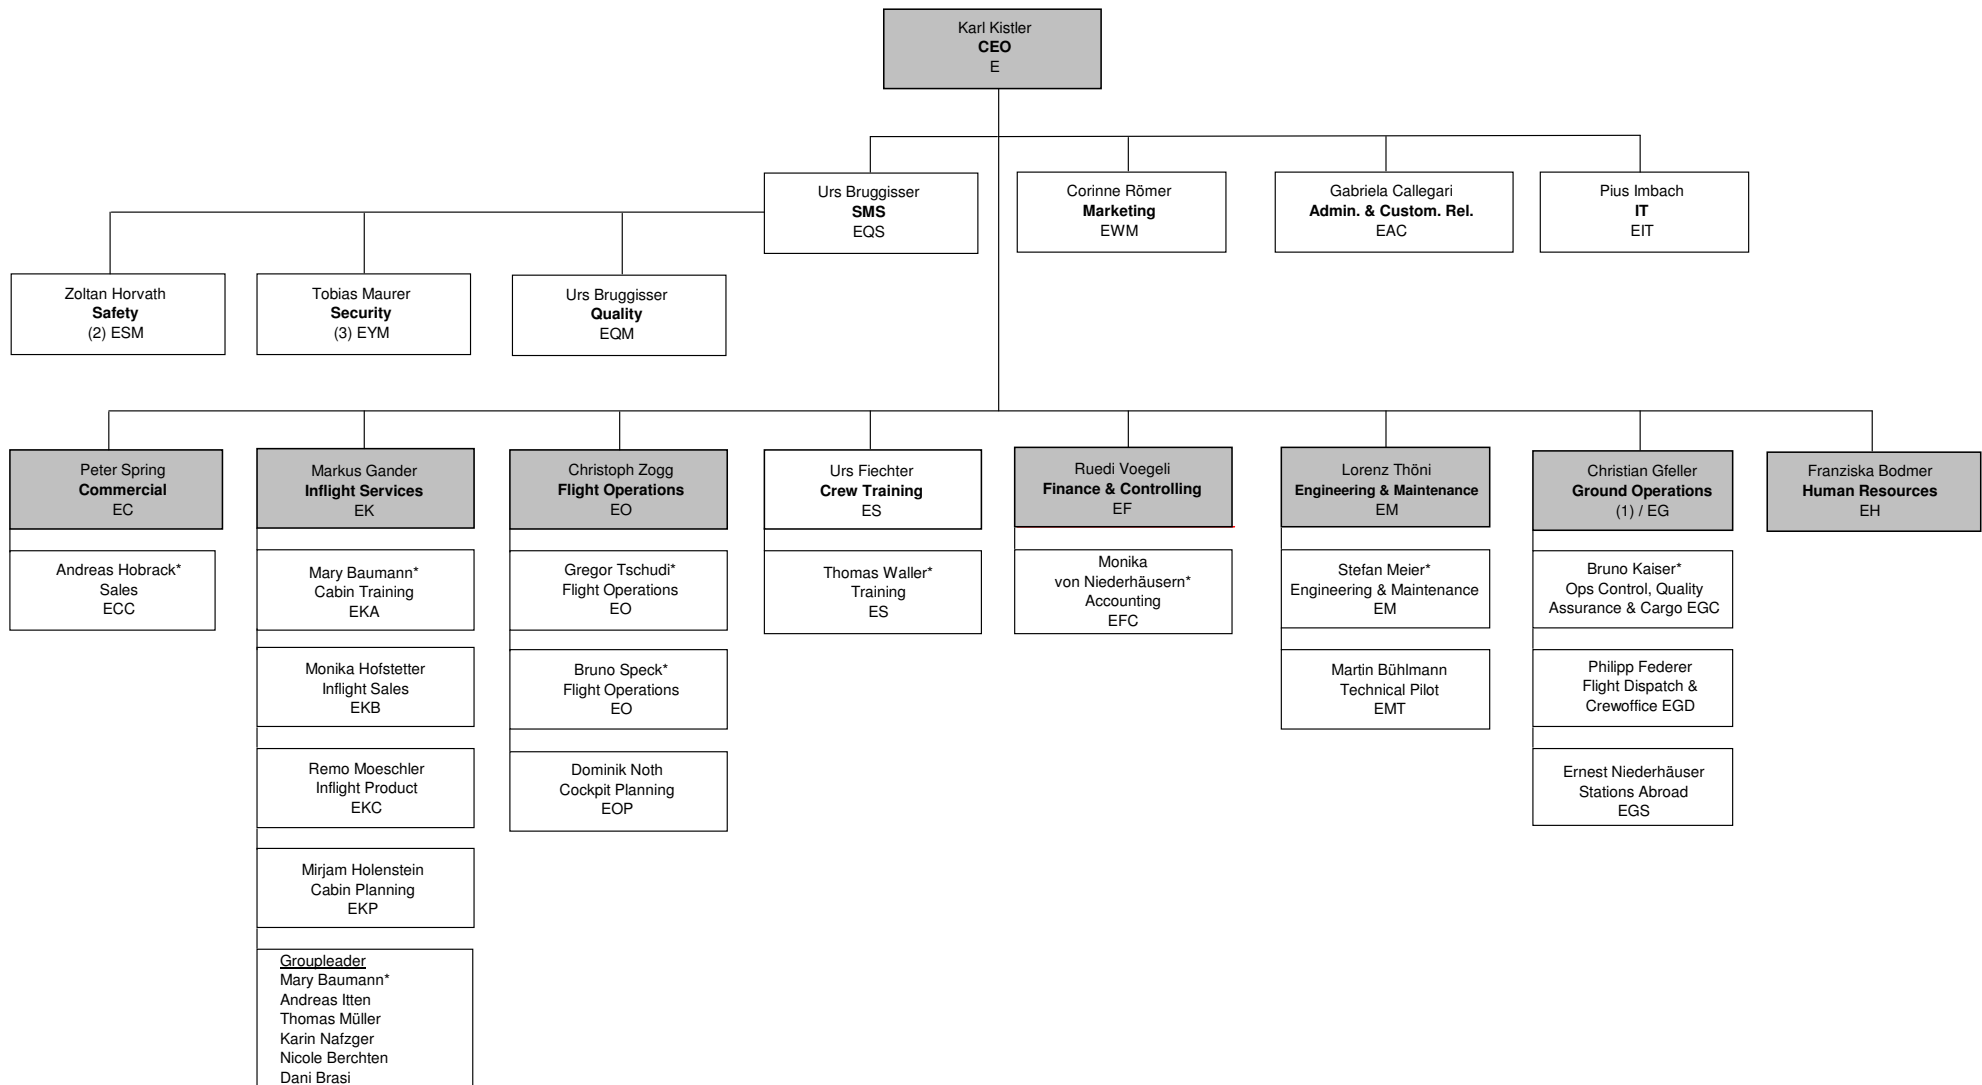 Karl Kistler
CEO
E
Urs Bruggisser
SMS
EQS
Corinne Römer
Marketing
EWM
Gabriela Callegari
Admin. & Custom. Rel.
EAC
Pius Imbach
IT
EIT
Zoltan Horvath
Safety
(2) ESM
Tobias Maurer
Security
(3) EYM
Urs Bruggisser
Quality
EQM
Peter Spring
Commercial
EC
Markus Gander
Inflight Services
EK
Christoph Zogg
Flight Operations
EO
Urs Fiechter
Crew Training
ES
Ruedi Voegeli
Finance & Controlling
EF
Lorenz Thöni
Engineering & Maintenance
EM
Christian Gfeller
Ground Operations
(1) / EG
Franziska Bodmer
Human Resources
EH
Andreas Hobrack*
Sales
ECC
Mary Baumann*
Cabin Training
EKA
Gregor Tschudi*
Flight Operations
EO
Thomas Waller*
Training
ES
Monika
von Niederhäusern*
Accounting
EFC
Stefan Meier*
Engineering & Maintenance
EM
Bruno Kaiser*
Ops Control, Quality
Assurance & Cargo EGC
Monika Hofstetter
Inflight Sales
EKB
Bruno Speck*
Flight Operations
EO
Martin Bühlmann
Technical Pilot
EMT
Philipp Federer
Flight Dispatch &
Crewoffice EGD
Remo Moeschler
Inflight Product
EKC
Dominik Noth
Cockpit Planning
EOP
Ernest Niederhäuser
Stations Abroad
EGS
Mirjam Holenstein
Cabin Planning
EKP
Groupleader
Mary Baumann*
Andreas Itten
Thomas Müller
Karin Nafzger
Nicole Berchten
Dani Brasi